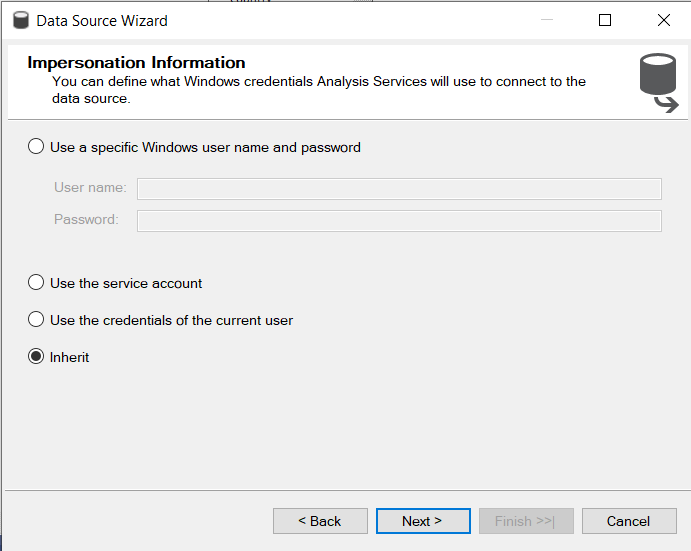 Data Source Wizard
Impersonation Information
You can define what Windows credentials Analysis Services will use to connect to the
data source.
Use a specific Windows user name and password
User name:
Password:
Use the service account
Use the credentials of the current user
Inherit
< Back
Next >
Finish >>|
Cancel